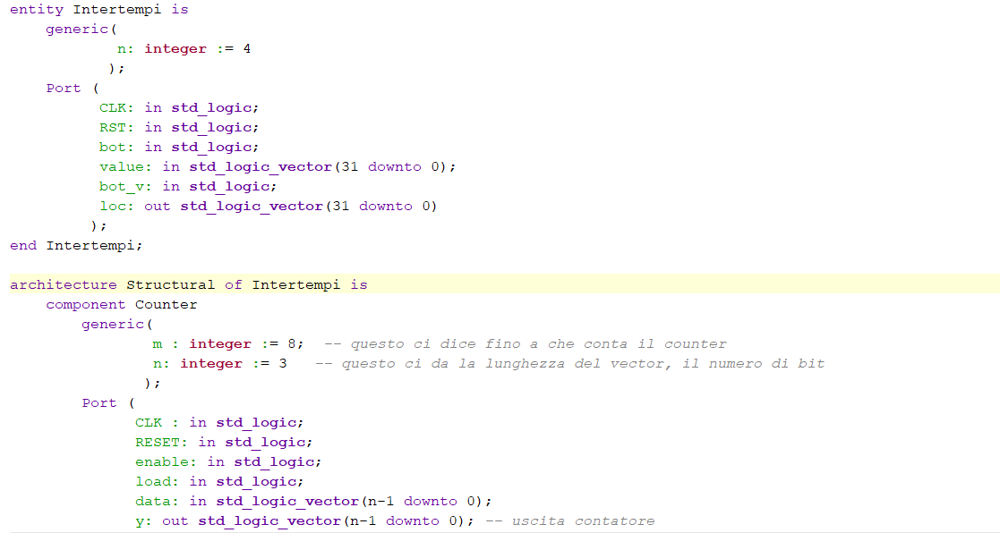 entity Intertempi is
    generic(
            n: integer := 4
           );
    Port (
          CLK: in std_logic;
          RST: in std_logic;
          bot: in std_logic;
          value: in std_logic_vector(31 downto 0);
          bot_v: in std_logic;
          loc: out std_logic_vector(31 downto 0)
         );
end Intertempi;

architecture Structural of Intertempi is
    component Counter
        generic(
                m : integer := 8;  -- questo ci dice fino a che conta il counter
                n: integer := 3   -- questo ci da la lunghezza del vector, il numero di bit
               );
        Port (
              CLK : in std_logic;
              RESET: in std_logic;
              enable: in std_logic;
              load: in std_logic;
              data: in std_logic_vector(n-1 downto 0);
              y: out std_logic_vector(n-1 downto 0); -- uscita contatore